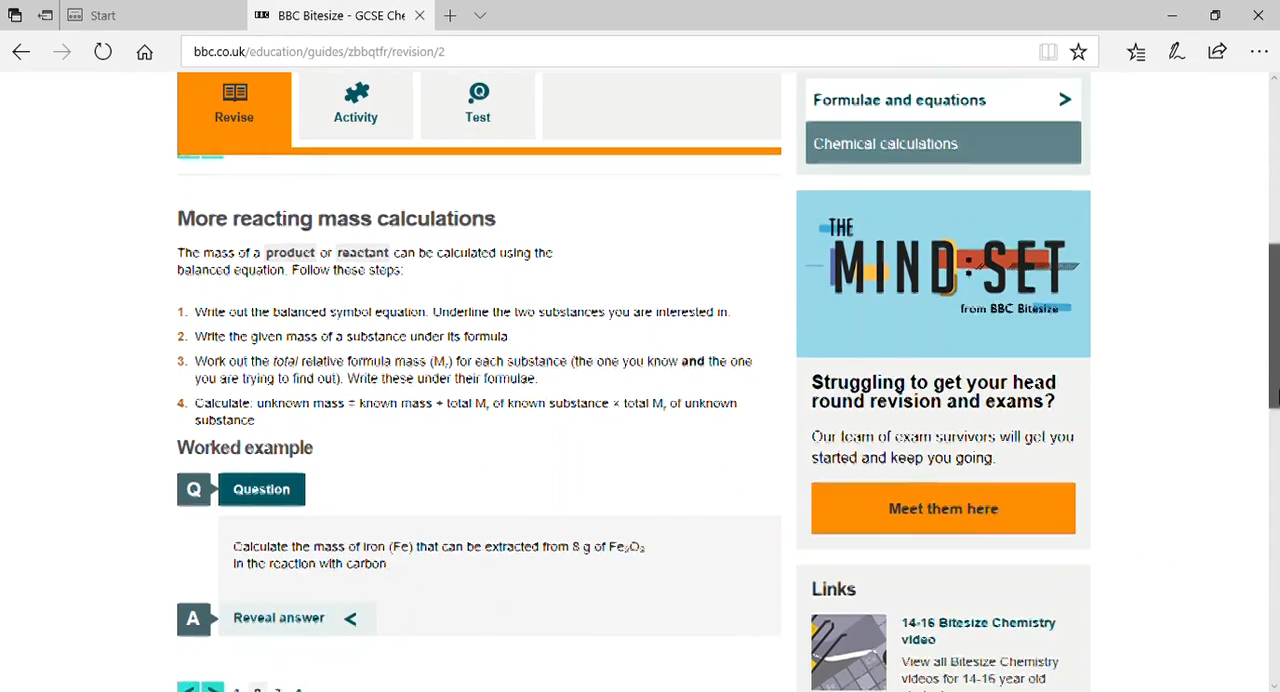 Start
BBC Bitesize - GCSE Che
bbc.co.uk/education/guides/zbbqtfr/revision/2
Revise
Activity
Test
More reacting mass calculations
The mass of a product or reactant can be calculated using the
balanced equation. Follow these steps:
1. Write out the balanced symbol equation. Underline the two substances you are interested in.
2. Write the given mass of a substance under its formula
3. Work out the total relative formula mass (Mᵣ) for each substance (the one you know and the one
you are trying to find out). Write these under their formulae.
4. Calculate: unknown mass = known mass ÷ total Mᵣ of known substance × total Mᵣ of unknown
substance
Worked example
Q
Question
Calculate the mass of iron (Fe) that can be extracted from 8 g of Fe₂O₃
in the reaction with carbon
A
Reveal answer <
Formulae and equations >
Chemical calculations
THE
MIND·SET
from BBC Bitesize
Struggling to get your head
round revision and exams?
Our team of exam survivors will get you
started and keep you going.
Meet them here
Links
14-16 Bitesize Chemistry
video
View all Bitesize Chemistry
videos for 14-16 year old